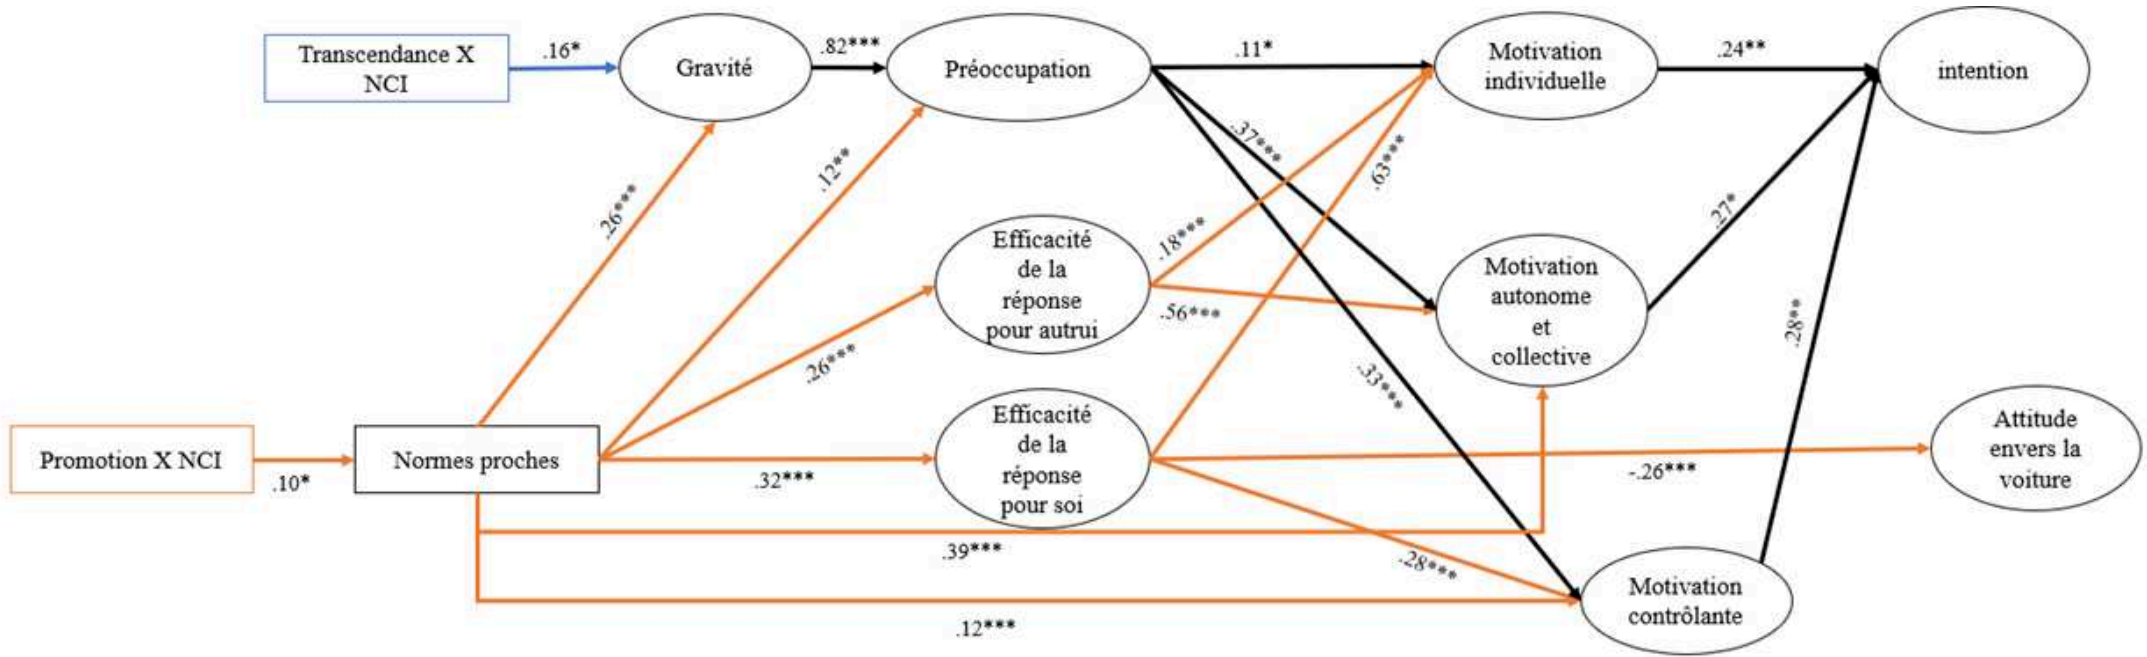 Transcendance X
NCI
.16*
Gravité
.82***
Préoccupation
.11*
Motivation
individuelle
.24**
intention
.37***
.63***
.12**
.26***
.18***
Efficacité
de la
réponse
pour autrui
.56***
Motivation
autonome
et
collective
.27*
.28**
.26***
.33***
Promotion X NCI
.10*
Normes proches
.32***
Efficacité
de la
réponse
pour soi
-.26***
Attitude
envers la
voiture
.39***
.28***
.12***
Motivation
contrôlante